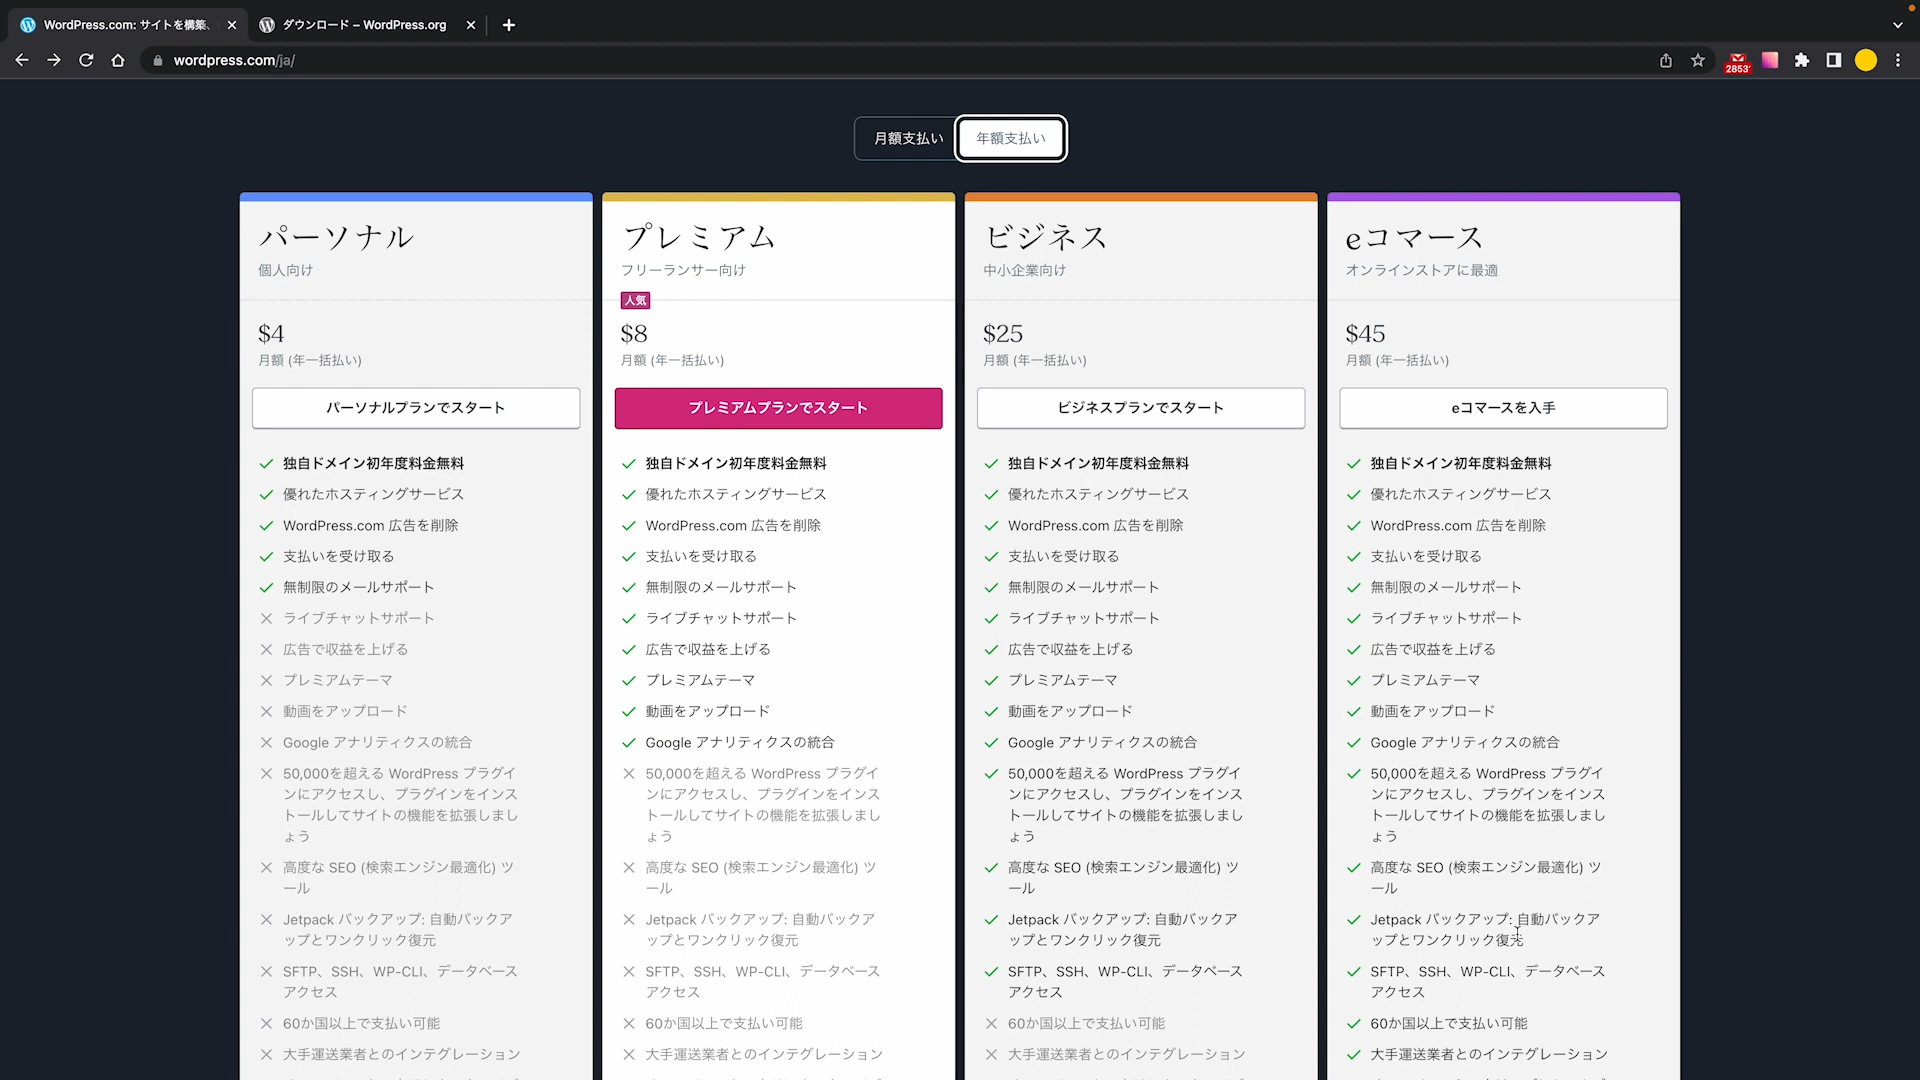 WordPress.com: サイトを構築、
ダウンロード – WordPress.org
wordpress.com/ja/
2853
月額支払い
年額支払い
パーソナル
個人向け
$4
月額 (年一括払い)
パーソナルプランでスタート
独自ドメイン初年度料金無料
優れたホスティングサービス
WordPress.com 広告を削除
支払いを受け取る
無制限のメールサポート
ライブチャットサポート
広告で収益を上げる
プレミアムテーマ
動画をアップロード
Google アナリティクスの統合
50,000を超える WordPress プラグイ
ンにアクセスし、プラグインをインス
トールしてサイトの機能を拡張しまし
ょう
高度な SEO (検索エンジン最適化) ツ
ール
Jetpack バックアップ: 自動バックア
ップとワンクリック復元
SFTP、SSH、WP-CLI、データベース
アクセス
60か国以上で支払い可能
大手運送業者とのインテグレーション
プレミアム
フリーランサー向け
人気
$8
月額 (年一括払い)
プレミアムプランでスタート
独自ドメイン初年度料金無料
優れたホスティングサービス
WordPress.com 広告を削除
支払いを受け取る
無制限のメールサポート
ライブチャットサポート
広告で収益を上げる
プレミアムテーマ
動画をアップロード
Google アナリティクスの統合
50,000を超える WordPress プラグイ
ンにアクセスし、プラグインをインス
トールしてサイトの機能を拡張しまし
ょう
高度な SEO (検索エンジン最適化) ツ
ール
Jetpack バックアップ: 自動バックア
ップとワンクリック復元
SFTP、SSH、WP-CLI、データベース
アクセス
60か国以上で支払い可能
大手運送業者とのインテグレーション
ビジネス
中小企業向け
$25
月額 (年一括払い)
ビジネスプランでスタート
独自ドメイン初年度料金無料
優れたホスティングサービス
WordPress.com 広告を削除
支払いを受け取る
無制限のメールサポート
ライブチャットサポート
広告で収益を上げる
プレミアムテーマ
動画をアップロード
Google アナリティクスの統合
50,000を超える WordPress プラグイ
ンにアクセスし、プラグインをインス
トールしてサイトの機能を拡張しまし
ょう
高度な SEO (検索エンジン最適化) ツ
ール
Jetpack バックアップ: 自動バックア
ップとワンクリック復元
SFTP、SSH、WP-CLI、データベース
アクセス
60か国以上で支払い可能
大手運送業者とのインテグレーション
eコマース
オンラインストアに最適
$45
月額 (年一括払い)
eコマースを入手
独自ドメイン初年度料金無料
優れたホスティングサービス
WordPress.com 広告を削除
支払いを受け取る
無制限のメールサポート
ライブチャットサポート
広告で収益を上げる
プレミアムテーマ
動画をアップロード
Google アナリティクスの統合
50,000を超える WordPress プラグイ
ンにアクセスし、プラグインをインス
トールしてサイトの機能を拡張しまし
ょう
高度な SEO (検索エンジン最適化) ツ
ール
Jetpack バックアップ: 自動バックア
ップとワンクリック復元
SFTP、SSH、WP-CLI、データベース
アクセス
60か国以上で支払い可能
大手運送業者とのインテグレーション